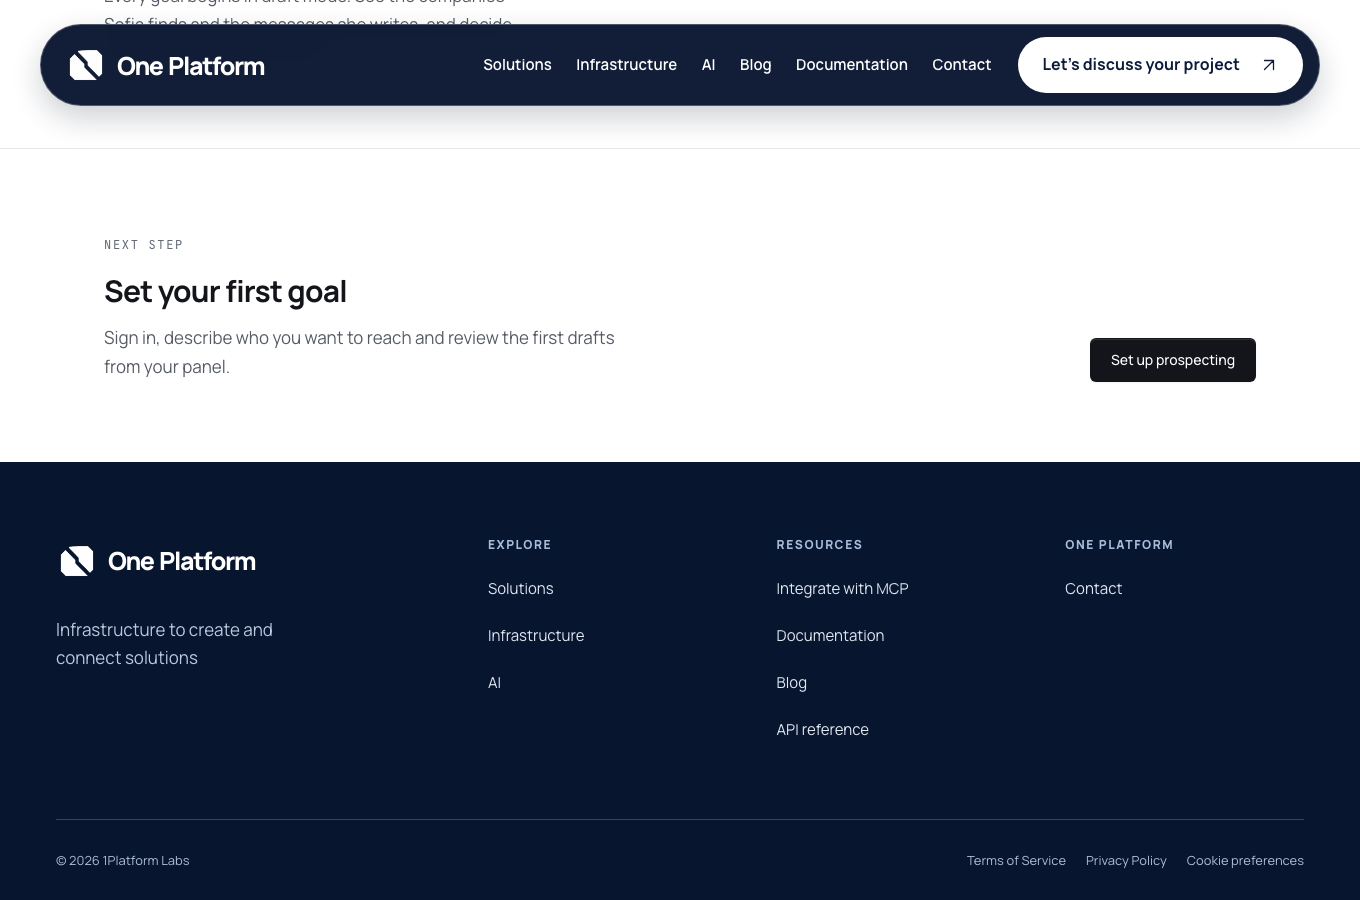 One Platform
Solutions
Infrastructure
AI
Blog
Documentation
Contact
Let's discuss your project
NEXT STEP
Set your first goal
Sign in, describe who you want to reach and review the first drafts
from your panel.
Set up prospecting
One Platform
Infrastructure to create and
connect solutions
EXPLORE
Solutions
Infrastructure
AI
RESOURCES
Integrate with MCP
Documentation
Blog
API reference
ONE PLATFORM
Contact
© 2026 1Platform Labs
Terms of Service
Privacy Policy
Cookie preferences